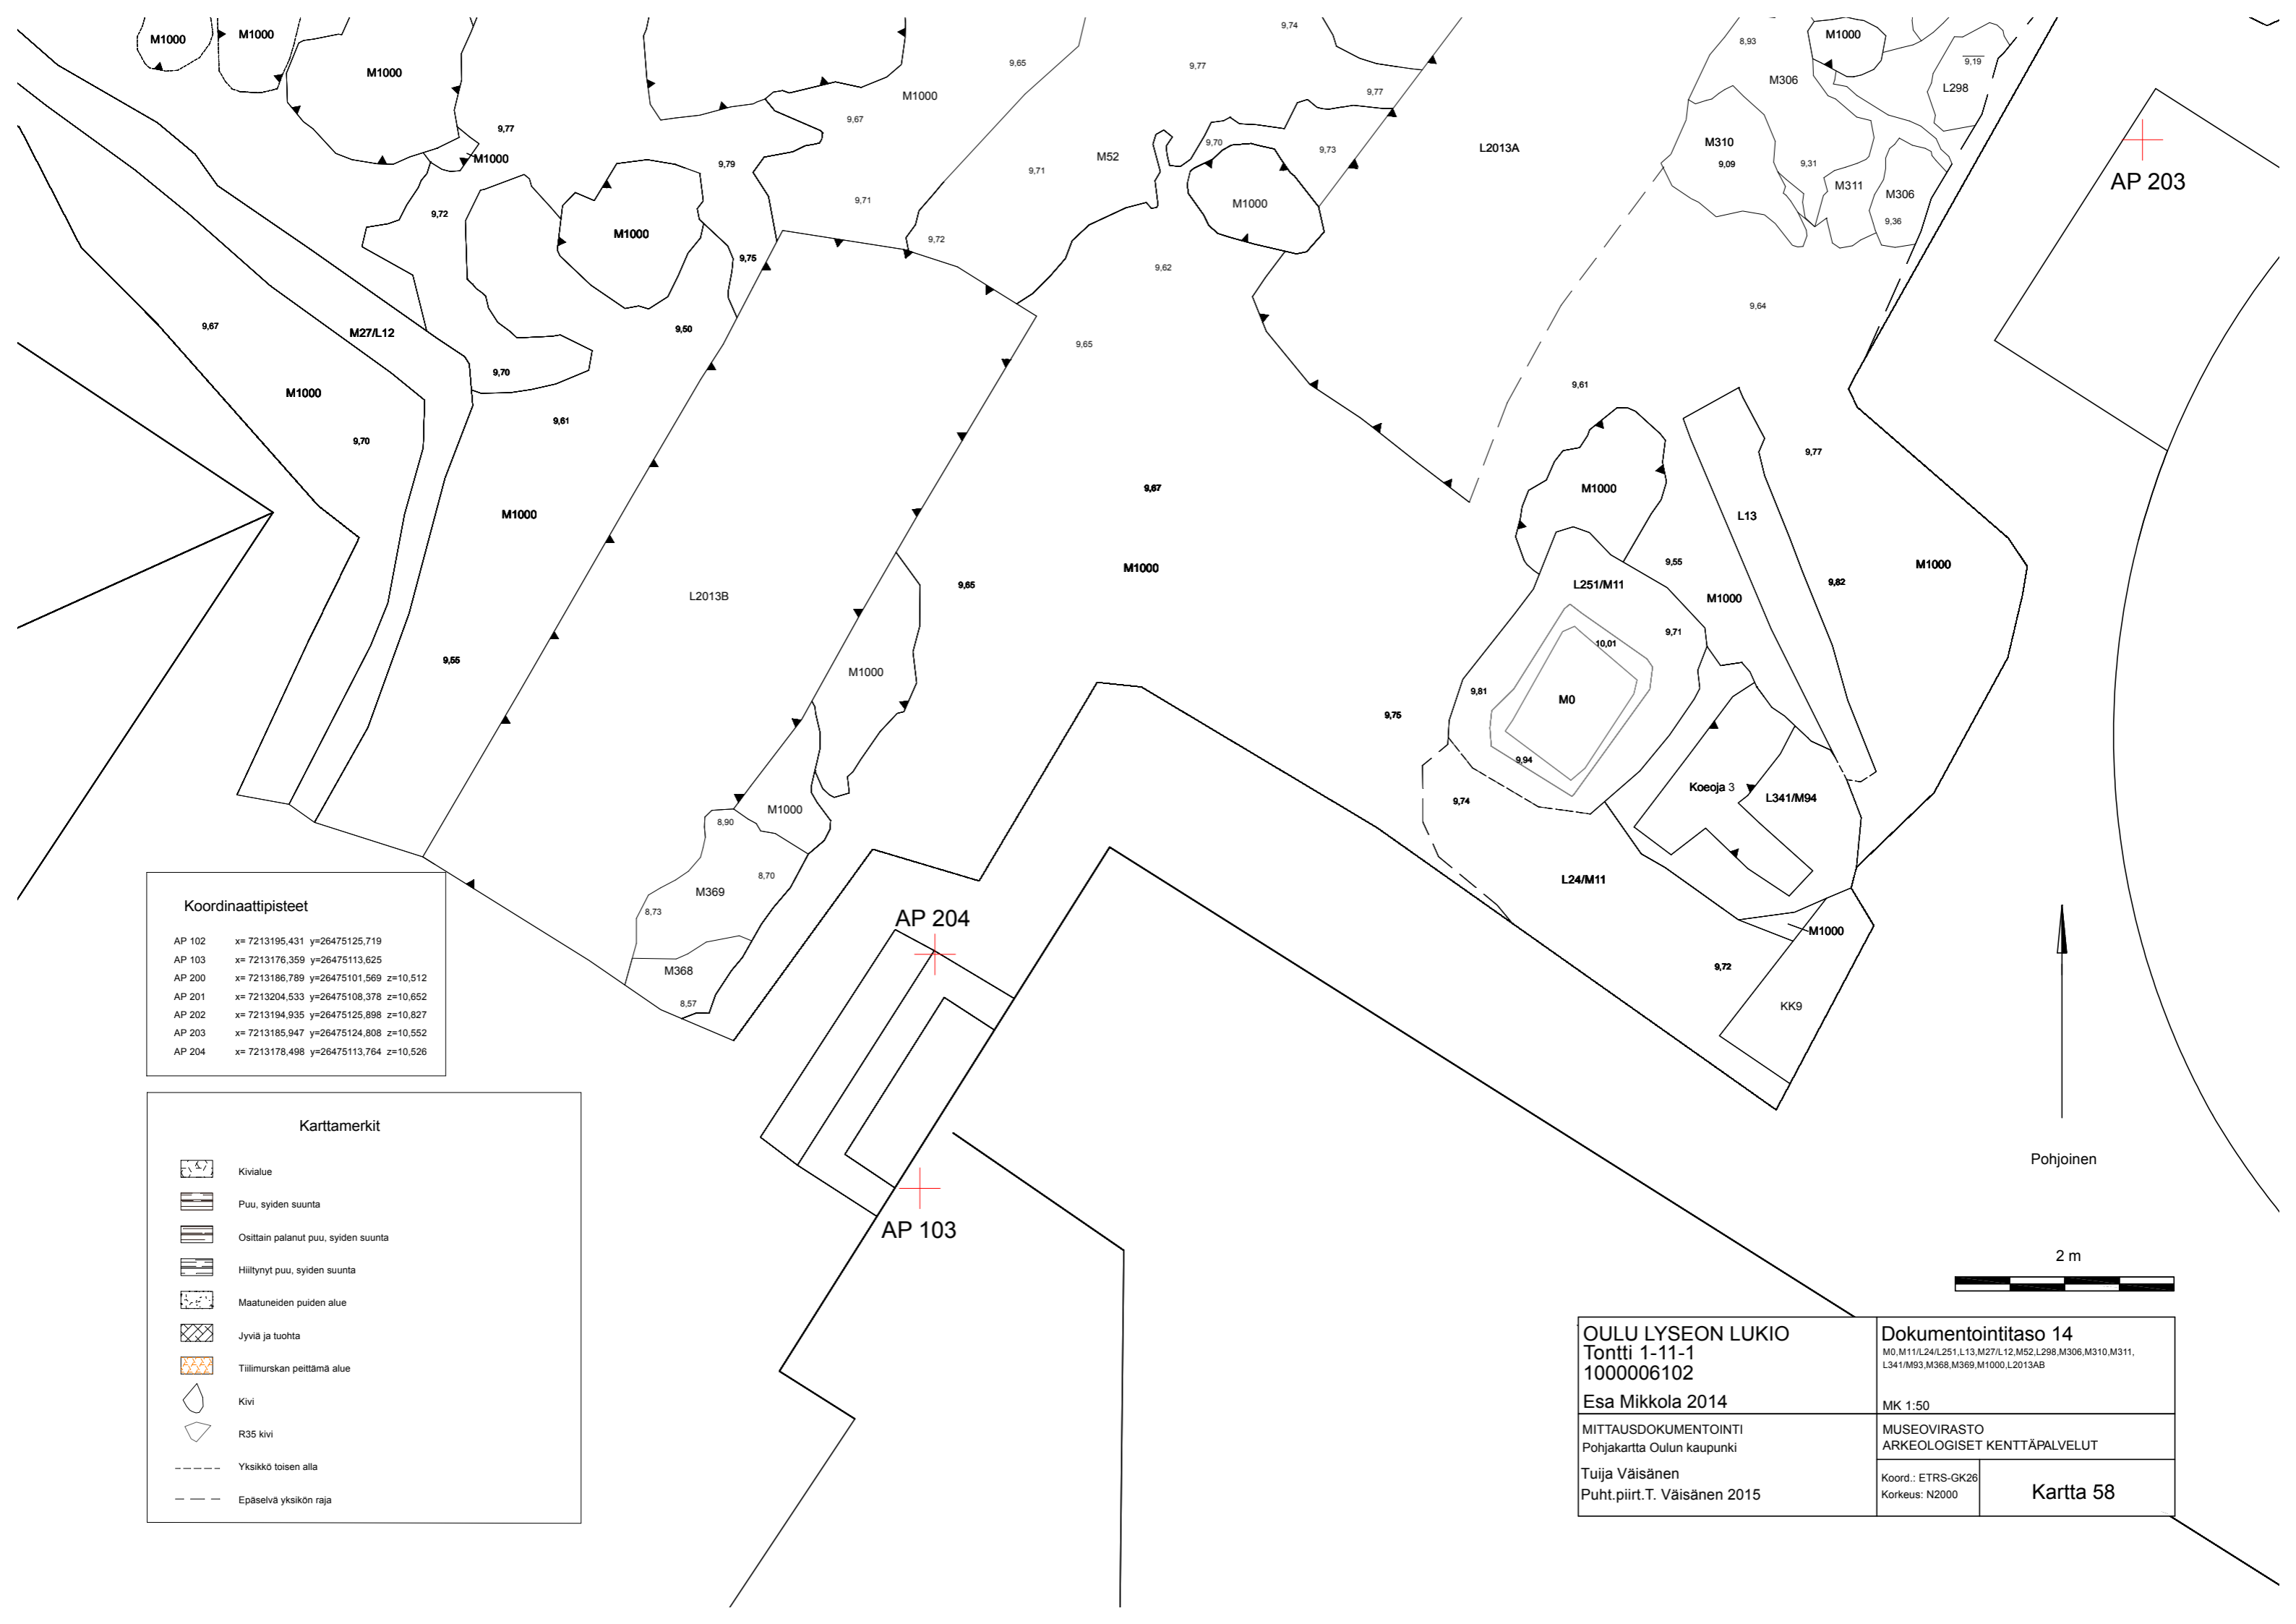 M1000
M1000
M1000
9,77
M1000
9,72
M1000
9,79
9,75
9,50
9,67
M27/L12
M1000
9,70
9,70
9,61
M1000
9,55
9,74
9,65
9,77
M1000
9,67
9,77
M52
9,70
9,73
9,71
9,71
9,72
M1000
9,62
9,65
L2013A
8,93
M1000
M306
9,19
L298
M310
9,09
9,31
M311
M306
9,36
9,64
9,61
AP 203
9,67
M1000
9,65
L2013B
M1000
M1000
8,90
8,70
M369
8,73
M368
8,57
9,77
M1000
L13
9,55
L251/M11
M1000
9,82
M1000
9,71
10,01
9,81
M0
9,75
9,94
9,74
Koeoja 3
L341/M94
L24/M11
M1000
9,72
KK9
AP 204
AP 103
Koordinaattipisteet
AP 102 x= 7213195,431 y=26475125,719
AP 103 x= 7213176,359 y=26475113,625
AP 200 x= 7213186,789 y=26475101,569 z=10,512
AP 201 x= 7213204,533 y=26475108,378 z=10,652
AP 202 x= 7213194,935 y=26475125,898 z=10,827
AP 203 x= 7213185,947 y=26475124,808 z=10,552
AP 204 x= 7213178,498 y=26475113,764 z=10,526
Karttamerkit
Kivialue
Puu, syiden suunta
Osittain palanut puu, syiden suunta
Hiiltynyt puu, syiden suunta
Maatuneiden puiden alue
Jyviä ja tuohta
Tiilimurskan peittämä alue
Kivi
R35 kivi
Yksikkö toisen alla
Epäselvä yksikön raja
Pohjoinen
2 m
OULU LYSEON LUKIO
Tontti 1-11-1
1000006102
Esa Mikkola 2014
Dokumentointitaso 14
M0,M11/L24/L251,L13,M27/L12,M52,L298,M306,M310,M311,
L341/M93,M368,M369,M1000,L2013AB
MK 1:50
MITTAUSDOKUMENTOINTI
Pohjakartta Oulun kaupunki
Tuija Väisänen
Puht.piirt.T. Väisänen 2015
MUSEOVIRASTO
ARKEOLOGISET KENTTÄPALVELUT
Koord.: ETRS-GK26
Korkeus: N2000
Kartta 58